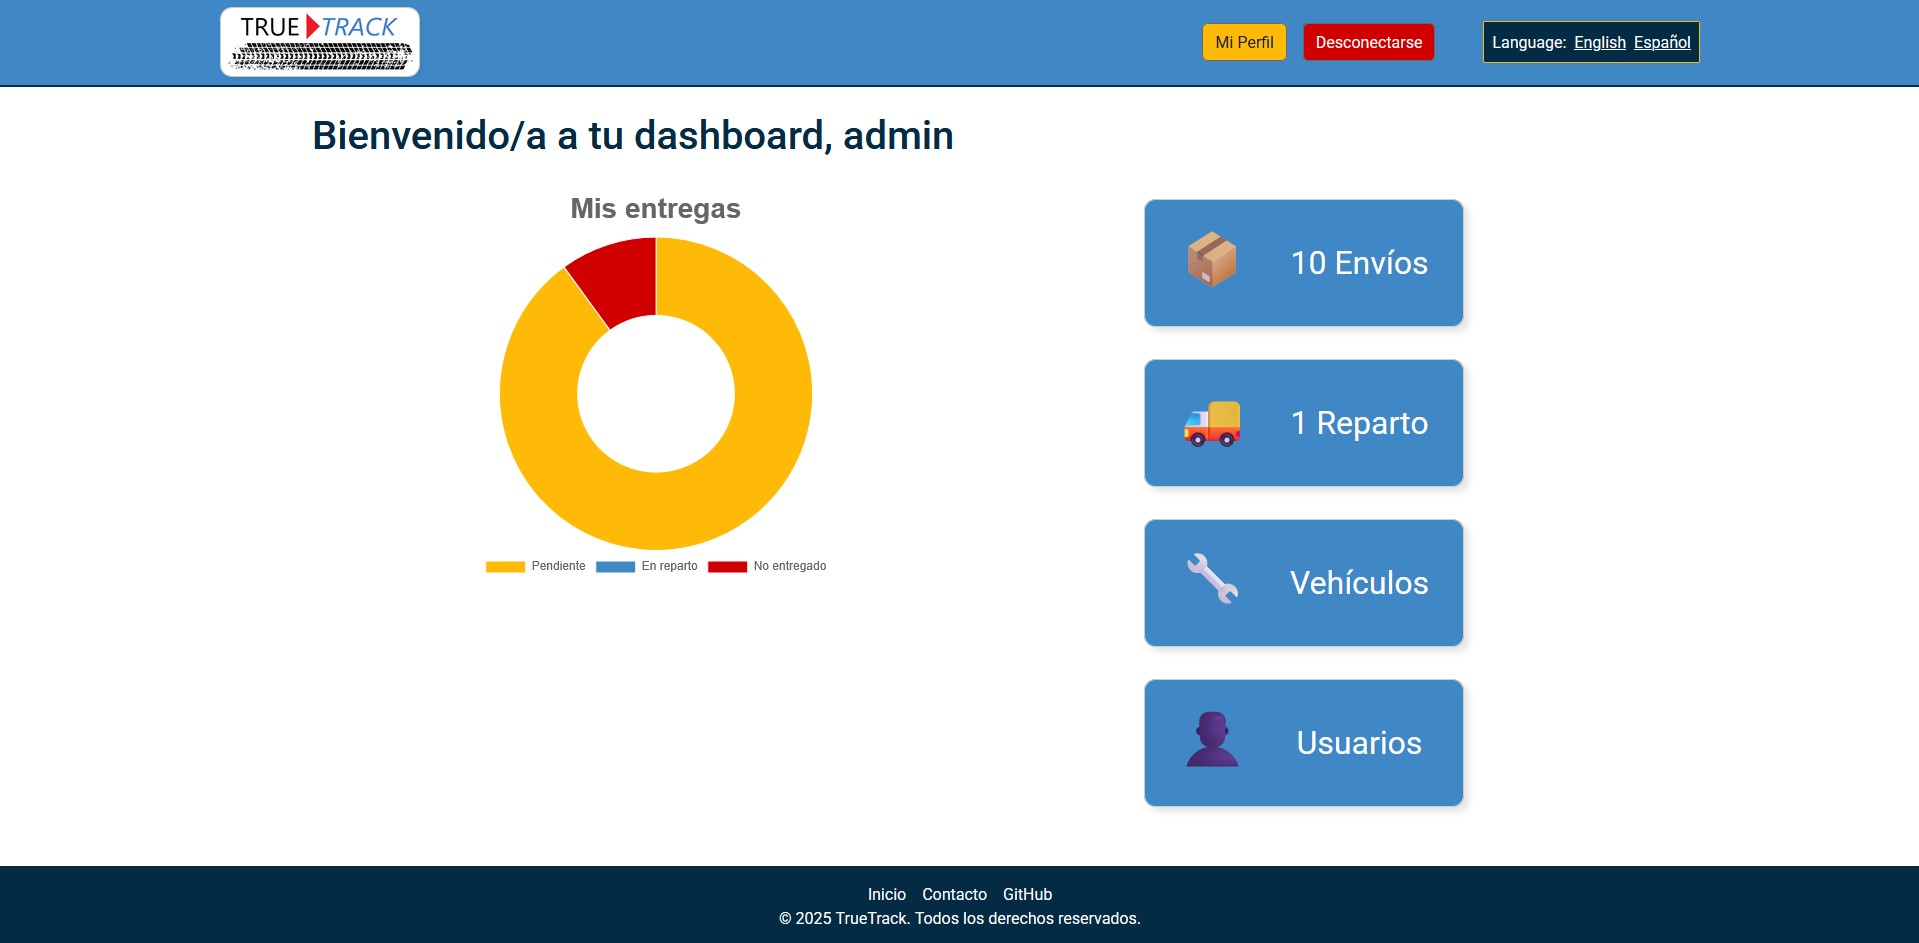 TRUE TRACK
Mi Perfil
Desconectarse
Language: English Español
Bienvenido/a a tu dashboard, admin
Mis entregas
Pendiente
En reparto
No entregado
10 Envíos
1 Reparto
Vehículos
Usuarios
Inicio Contacto GitHub
© 2025 TrueTrack. Todos los derechos reservados.